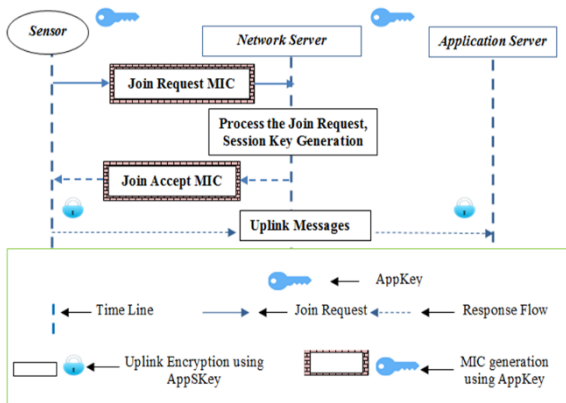 Sensor
Network Server
Application Server
Join Request MIC
Process the Join Request,
Session Key Generation
Join Accept MIC
Uplink Messages
AppKey
Time Line
Join Request
Response Flow
Uplink Encryption using
AppSKey
MIC generation
using AppKey